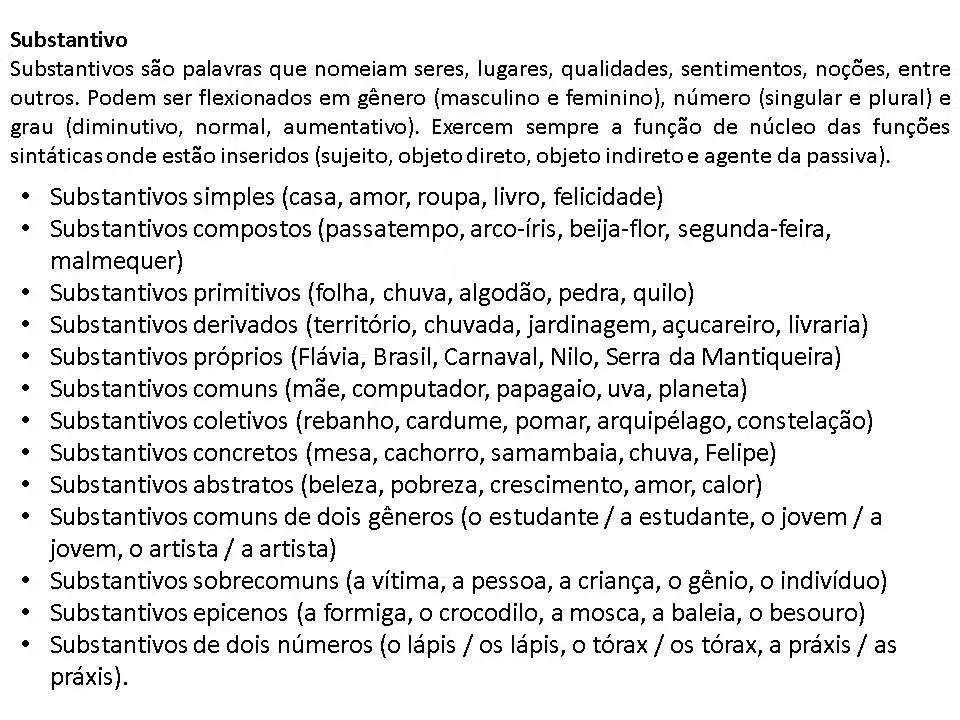 Substantivo
Substantivos são palavras que nomeiam seres, lugares, qualidades, sentimentos, noções, entre
outros. Podem ser flexionados em gênero (masculino e feminino), número (singular e plural) e
grau (diminutivo, normal, aumentativo). Exercem sempre a função de núcleo das funções
sintáticas onde estão inseridos (sujeito, objeto direto, objeto indireto e agente da passiva).
• Substantivos simples (casa, amor, roupa, livro, felicidade)
• Substantivos compostos (passatempo, arco-íris, beija-flor, segunda-feira,
malmequer)
• Substantivos primitivos (folha, chuva, algodão, pedra, quilo)
• Substantivos derivados (território, chuvada, jardinagem, açucareiro, livraria)
• Substantivos próprios (Flávia, Brasil, Carnaval, Nilo, Serra da Mantiqueira)
• Substantivos comuns (mãe, computador, papagaio, uva, planeta)
• Substantivos coletivos (rebanho, cardume, pomar, arquipélago, constelação)
• Substantivos concretos (mesa, cachorro, samambaia, chuva, Felipe)
• Substantivos abstratos (beleza, pobreza, crescimento, amor, calor)
• Substantivos comuns de dois gêneros (o estudante / a estudante, o jovem / a
jovem, o artista / a artista)
• Substantivos sobrecomuns (a vítima, a pessoa, a criança, o gênio, o indivíduo)
• Substantivos epicenos (a formiga, o crocodilo, a mosca, a baleia, o besouro)
• Substantivos de dois números (o lápis / os lápis, o tórax / os tórax, a práxis / as
práxis).